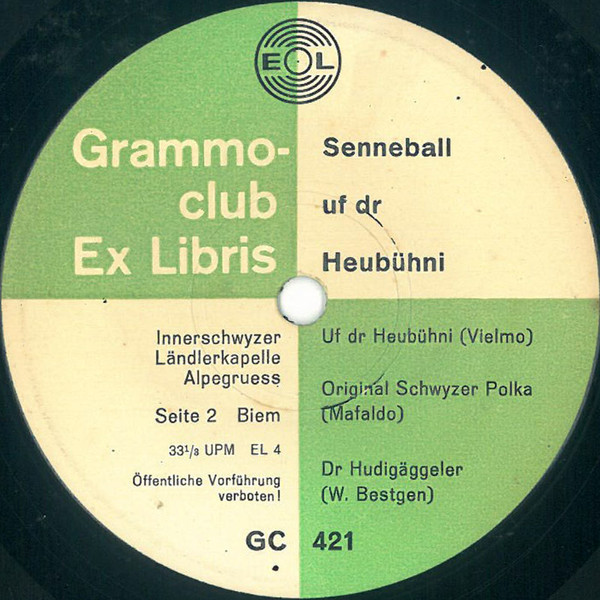 EOL
Grammo-
club
Ex Libris
Senneball
uf dr
Heubühni
Innerschwyzer
Ländlerkapelle
Alpegruess
Seite 2 Biem
33¹/₃ UPM EL 4
Öffentliche Vorführung
verboten!
Uf dr Heubühni (Vielmo)
Original Schwyzer Polka
(Mafaldo)
Dr Hudigäggeler
(W. Bestgen)
GC 421